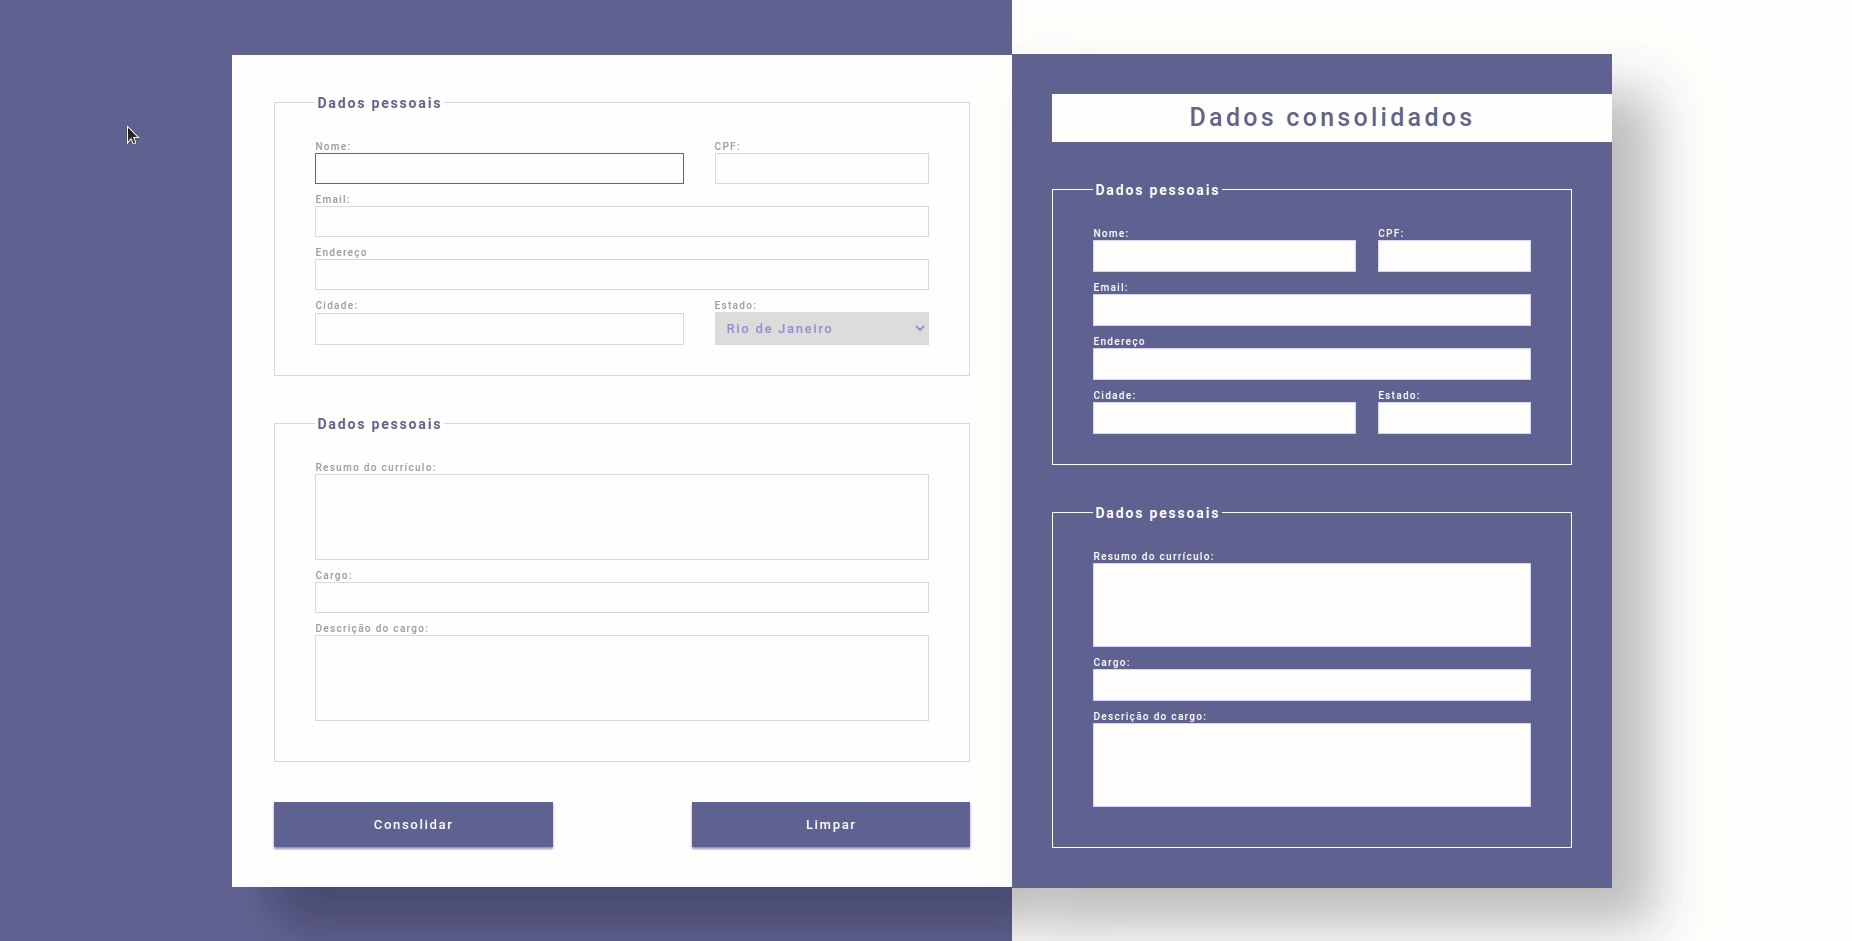 Dados pessoais
Nome:
CPF:
Email:
Endereço
Cidade:
Estado:
Rio de Janeiro
Dados pessoais
Resumo do currículo:
Cargo:
Descrição do cargo:
Consolidar
Limpar
Dados consolidados
Dados pessoais
Nome:
CPF:
Email:
Endereço
Cidade:
Estado:
Dados pessoais
Resumo do currículo:
Cargo:
Descrição do cargo: